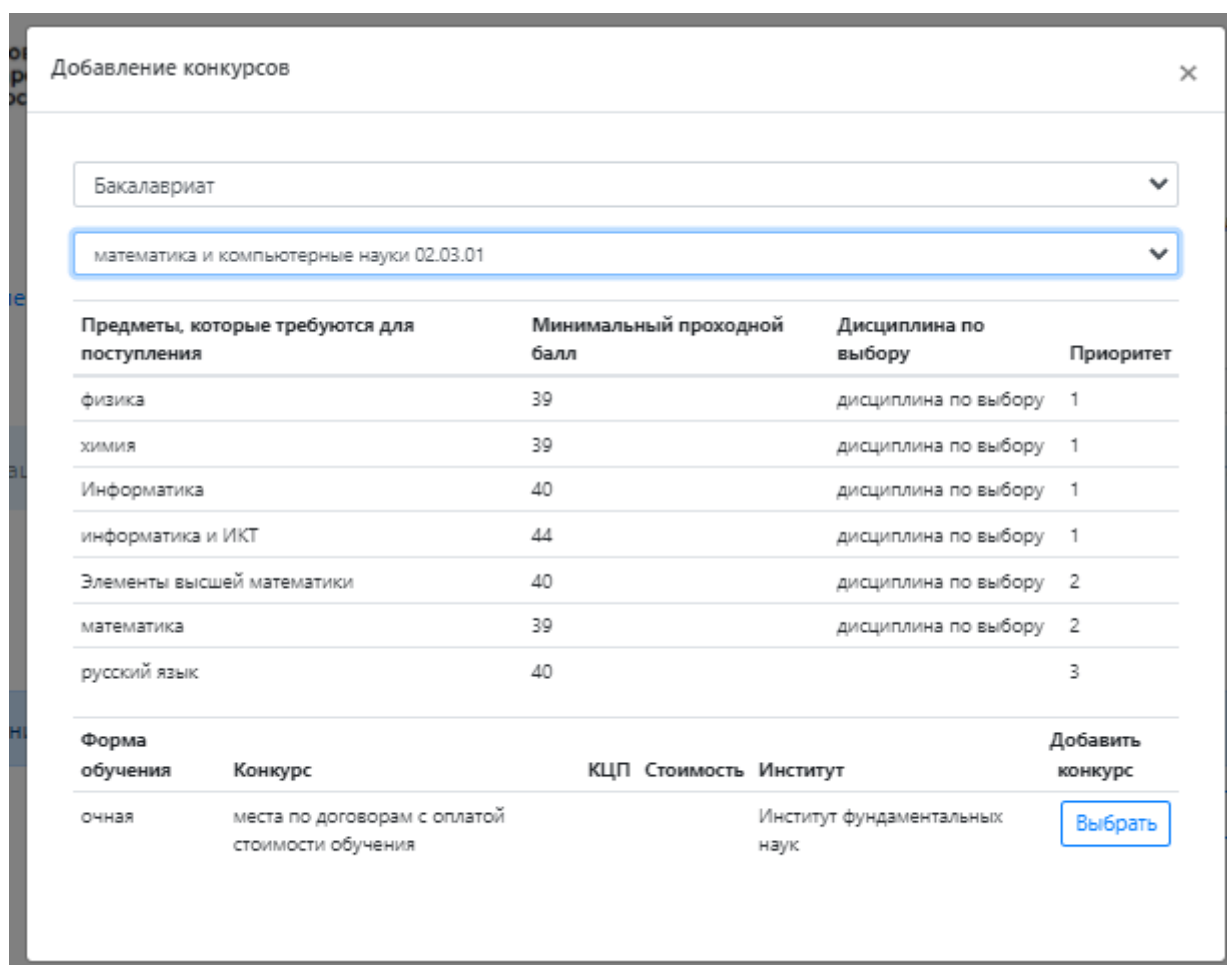 Добавление конкурсов ×
Бакалавриат
математика и компьютерные науки 02.03.01
Предметы, которые требуются для поступления Минимальный проходной балл Дисциплина по выбору Приоритет
физика 39 дисциплина по выбору 1
химия 39 дисциплина по выбору 1
Информатика 40 дисциплина по выбору 1
информатика и ИКТ 44 дисциплина по выбору 1
Элементы высшей математики 40 дисциплина по выбору 2
математика 39 дисциплина по выбору 2
русский язык 40 3
Форма обучения Конкурс КЦП Стоимость Институт Добавить конкурс
очная места по договорам с оплатой стоимости обучения Институт фундаментальных наук Выбрать